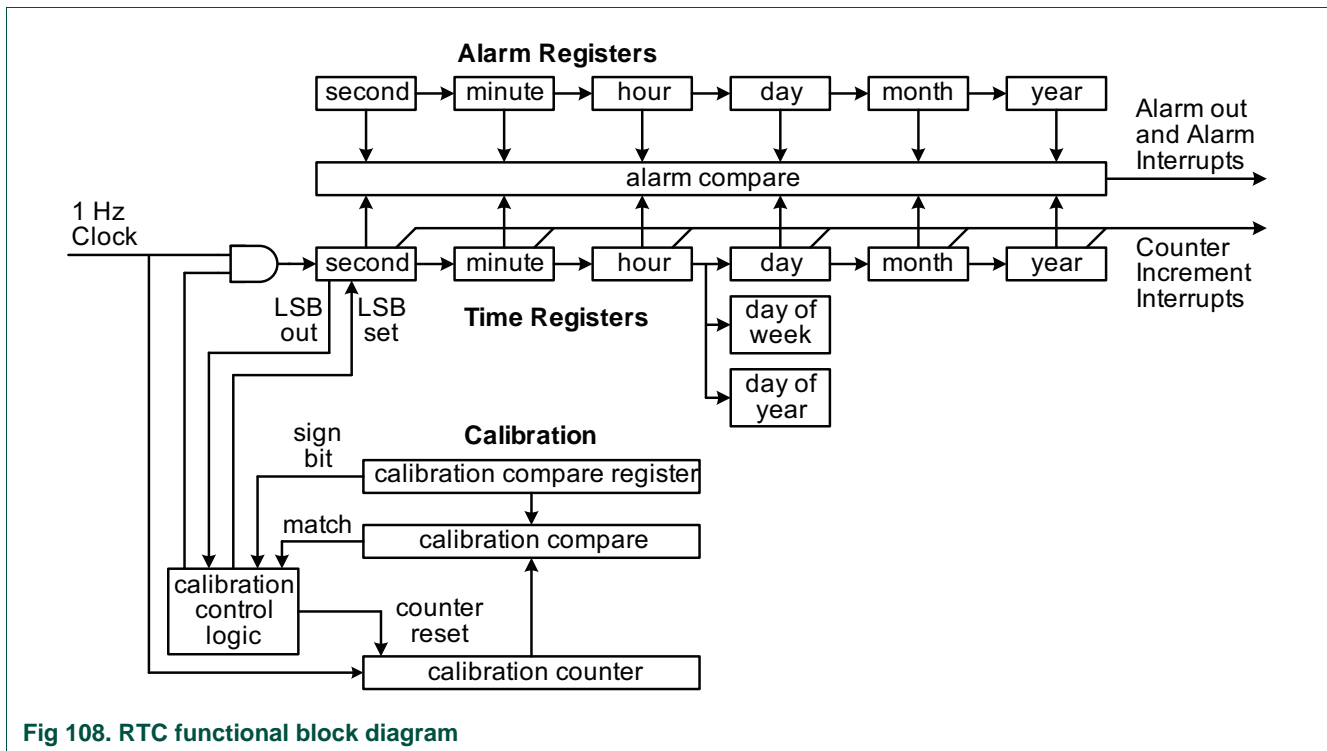 Alarm Registers
second
minute
hour
day
month
year
Alarm out
and Alarm
Interrupts
alarm compare
1 Hz
Clock
second
minute
hour
day
month
year
Counter
Increment
Interrupts
LSB
out
LSB
set
Time Registers
day of
week
day of
year
Calibration
sign
bit
calibration compare register
match
calibration compare
calibration
control
logic
counter
reset
calibration counter
Fig 108. RTC functional block diagram